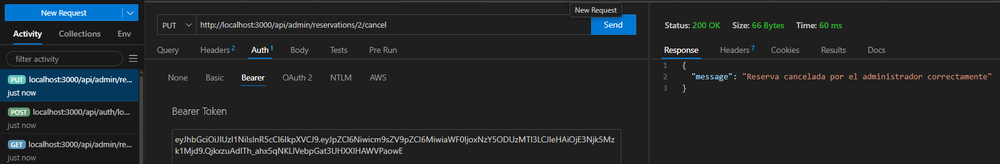 New Request
Activity
Collections
Env
filter activity
PUT localhost:3000/api/admin/re...
just now
POST localhost:3000/api/auth/lo...
just now
GET localhost:3000/api/admin/re...
just now
New Request
PUT
http://localhost:3000/api/admin/reservations/2/cancel
Send
Query
Headers 2
Auth 1
Body
Tests
Pre Run
None
Basic
Bearer
OAuth 2
NTLM
AWS
Bearer Token
eyJhbGciOiJIUzI1NiIsInR5cCI6IkpXVCJ9.eyJpZCI6Niwicm9sZV9pZCI6MiwiaWF0IjoxNzY5ODUzMTI3LCJleHAiOjE3Njk5Mz
k1Mjd9.QjkxzuAdITh_ahx5qNKLIVebpGat3UHXXIHAWVPaowE
Status: 200 OK Size: 66 Bytes Time: 60 ms
Response
Headers 7
Cookies
Results
Docs
1 {
2 "message": "Reserva cancelada por el administrador correctamente"
3 }